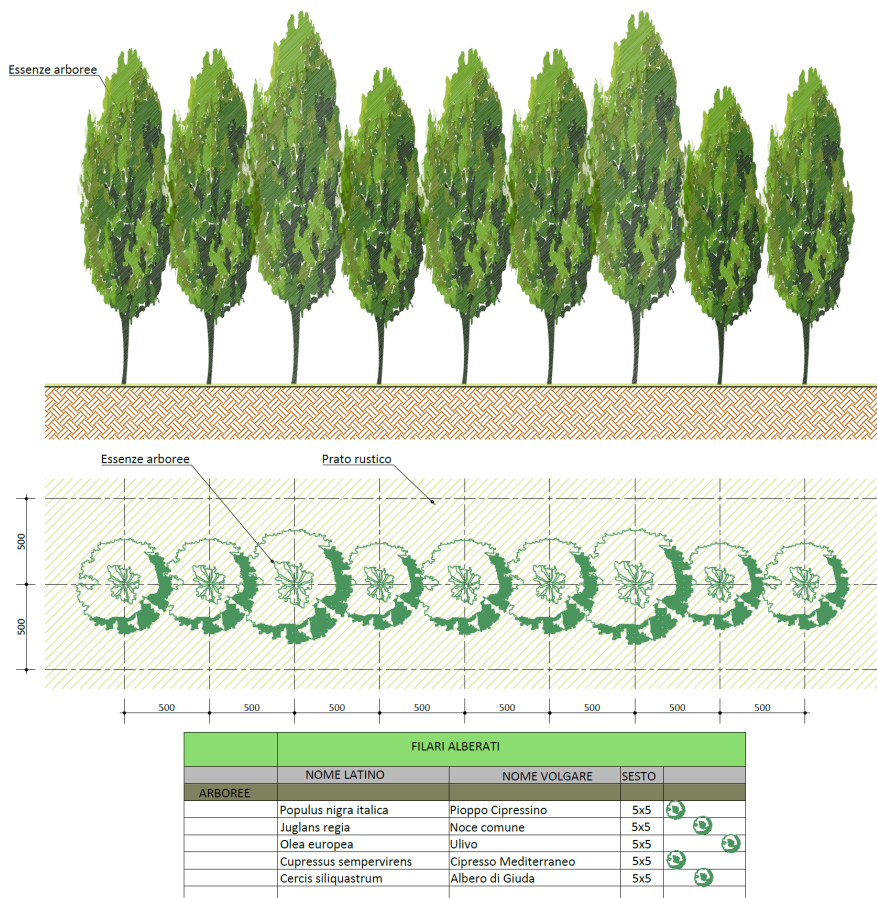 Essenze arboree
Essenze arboree
Prato rustico
500
500
500 500 500 500 500 500 500 500
FILARI ALBERATI
NOME LATINO NOME VOLGARE SESTO
ARBOREE
Populus nigra italica Pioppo Cipressino 5x5
Juglans regia Noce comune 5x5
Olea europea Ulivo 5x5
Cupressus sempervirens Cipresso Mediterraneo 5x5
Cercis siliquastrum Albero di Giuda 5x5